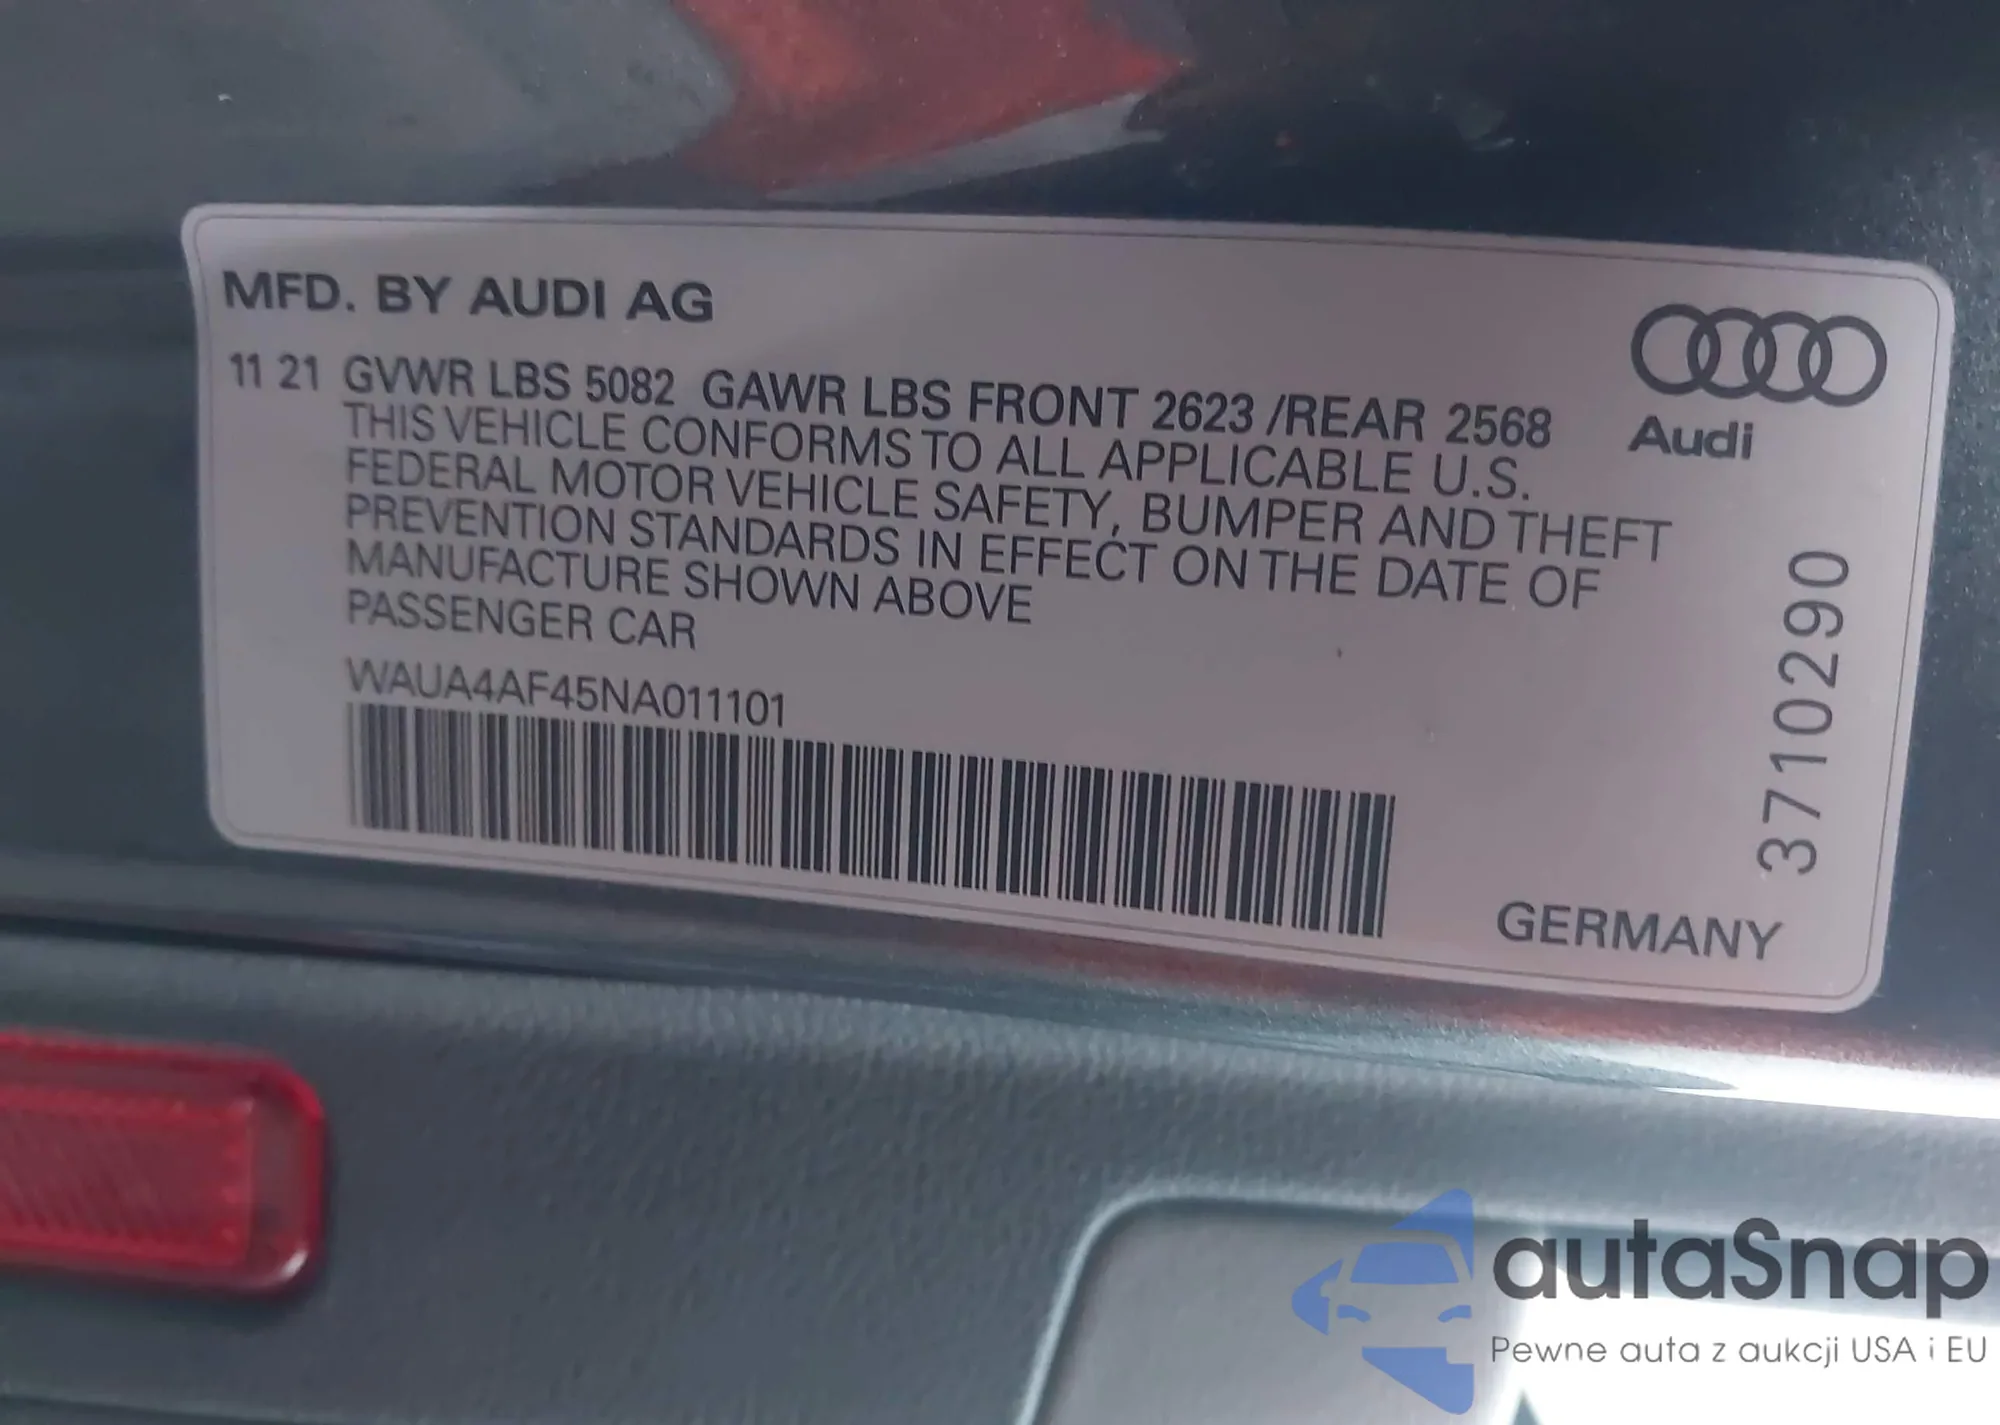 MFD. BY AUDI AG
11 21 GVWR LBS 5082 GAWR LBS FRONT 2623 /REAR 2568
THIS VEHICLE CONFORMS TO ALL APPLICABLE U.S.
FEDERAL MOTOR VEHICLE SAFETY, BUMPER AND THEFT
PREVENTION STANDARDS IN EFFECT ON THE DATE OF
MANUFACTURE SHOWN ABOVE
PASSENGER CAR
WAUA4AF45NA011101
Audi
3710290
GERMANY
autaSnap
Pewne auta z aukcji USA i EU